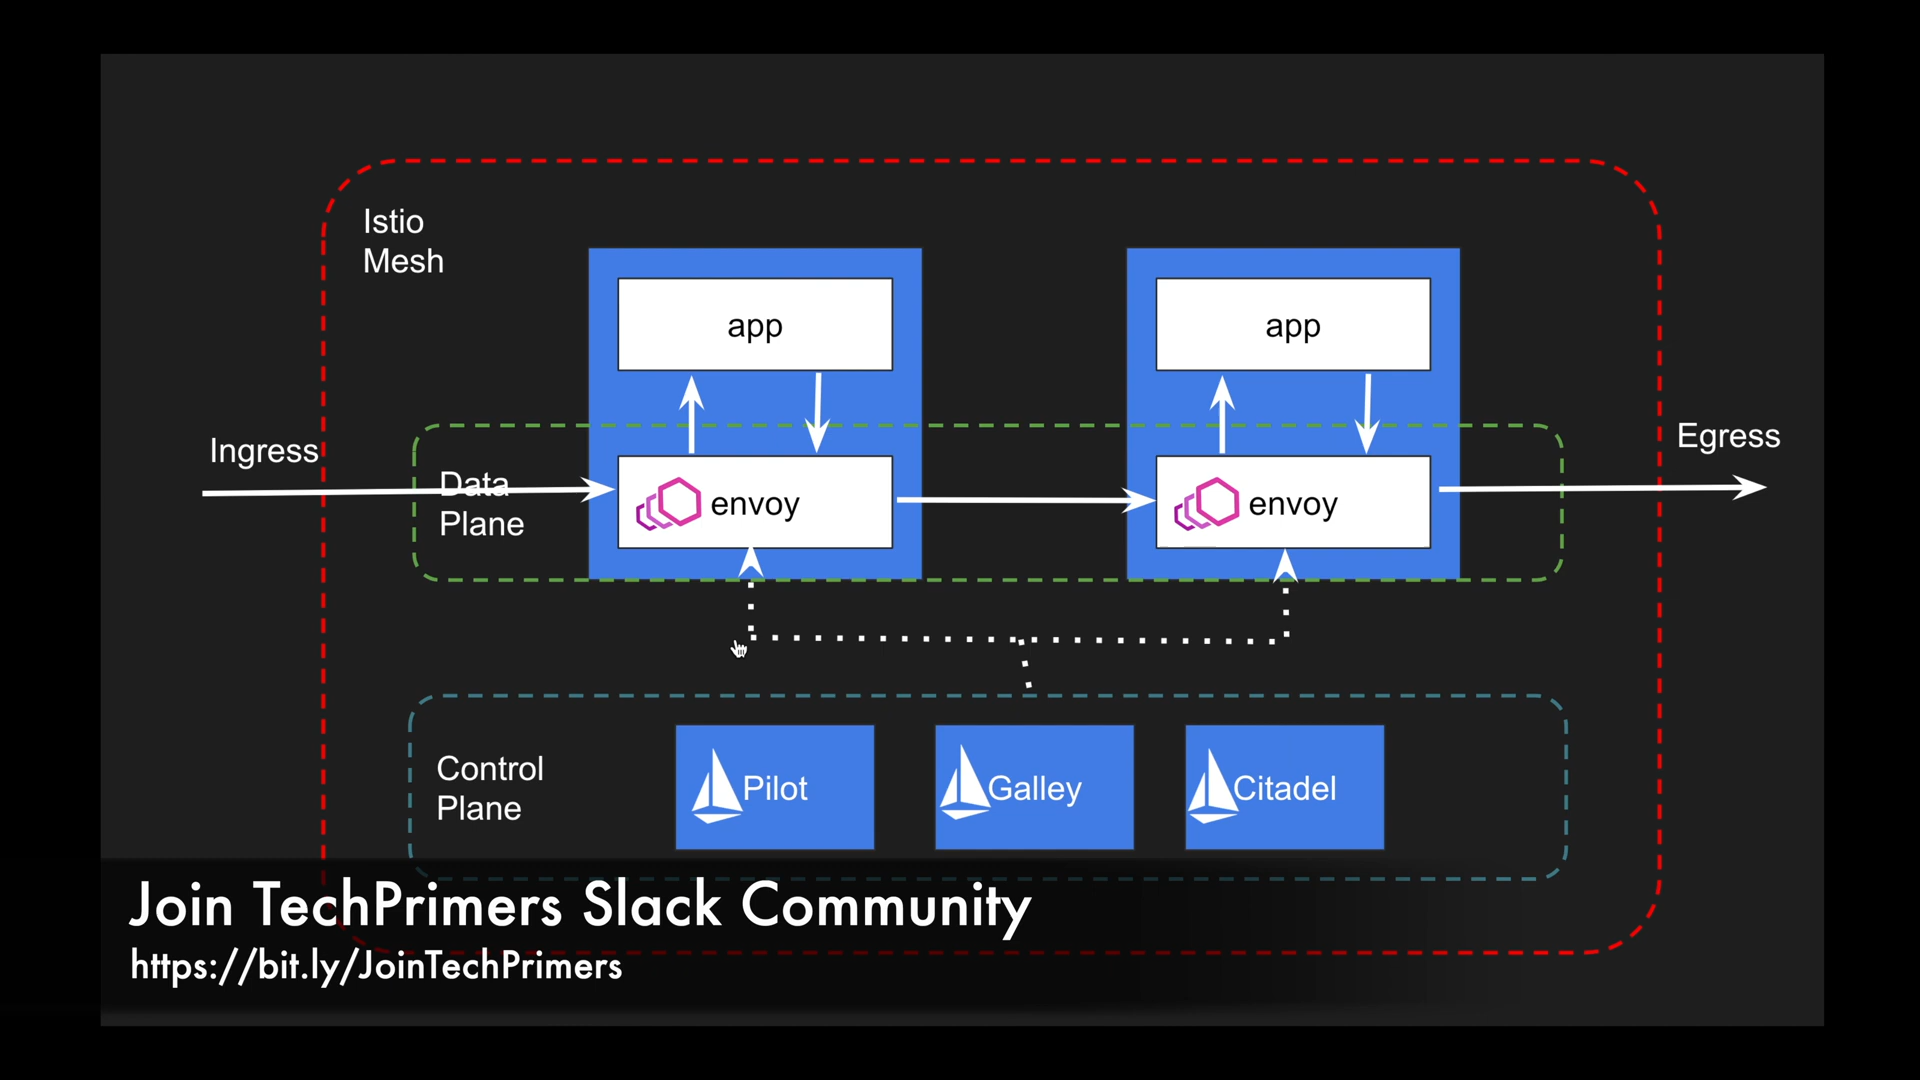 Istio
Mesh
app
app
Ingress
Egress
Data
Plane
envoy
envoy
Control
Plane
Pilot
Galley
Citadel
Join TechPrimers Slack Community
https://bit.ly/JoinTechPrimers